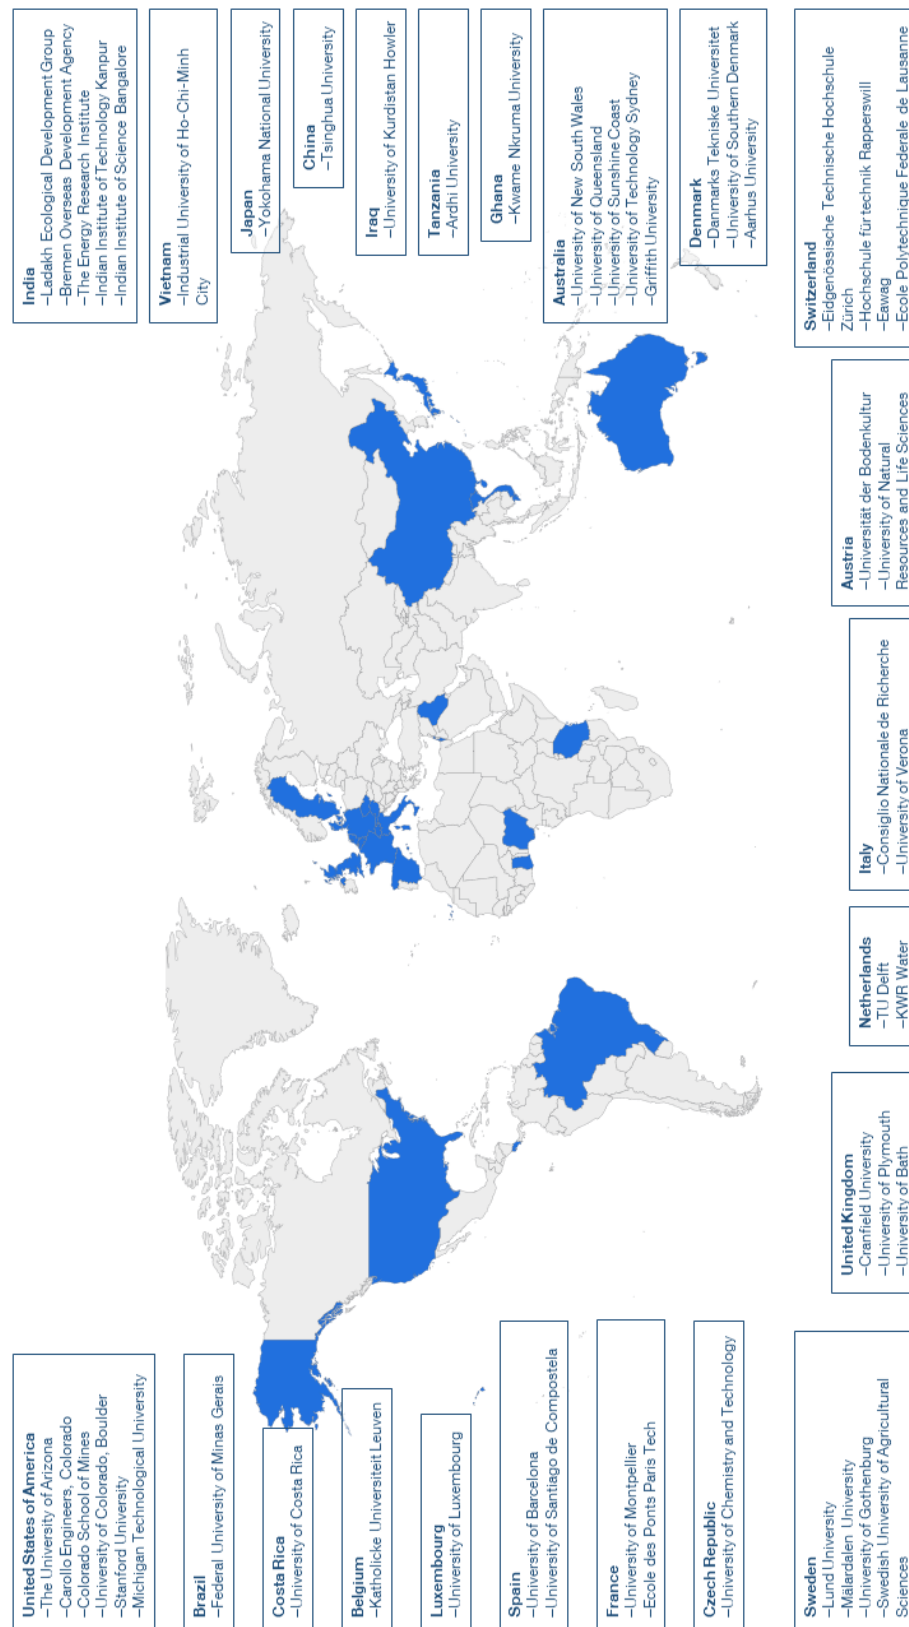 United States of America
–The University of Arizona
–Carollo Engineers, Colorado
–Colorado School of Mines
–University of Colorado, Boulder
–Stanford University
–Michigan Technological University
Brazil
–Federal University of Minas Gerais
Costa Rica
–University of Costa Rica
Belgium
–Katholicke Universiteit Leuven
Luxembourg
–University of Luxembourg
Spain
–University of Barcelona
–University of Santiago de Compostela
France
–University of Montpellier
–Ecole des Ponts Paris Tech
Czech Republic
–University of Chemistry and Technology
Sweden
–Lund University
–Mälardalen University
–University of Gothenburg
–Swedish University of Agricultural
Sciences
United Kingdom
–Cranfield University
–University of Plymouth
–University of Bath
Netherlands
–TU Delft
–KWR Water
Italy
–Consiglio Nationale de Richerche
–University of Verona
Austria
–Universität der Bodenkultur
–University of Natural
Resources and Life Sciences
Switzerland
–Eidgenössische Technische Hochschule
Zürich
–Hochschule für technik Rapperswill
–Eawag
–Ecole Polytechnique Federale de Lausanne
India
–Ladakh Ecological Development Group
–Bremen Overseas Development Agency
–The Energy Research Institute
–Indian Institute of Technology Kanpur
–Indian Institute of Science Bangalore
Vietnam
–Industrial University of Ho-Chi-Minh
City
Japan
–Yokohama National University
China
–Tsinghua University
Iraq
–University of Kurdistan Howler
Tanzania
–Ardhi University
Ghana
–Kwame Nkruma University
Australia
–University of New South Wales
–University of Queensland
–University of Sunshine Coast
–University of Technology Sydney
–Griffith University
Denmark
–Danmarks Tekniske Universitet
–University of Southern Denmark
–Aarhus University